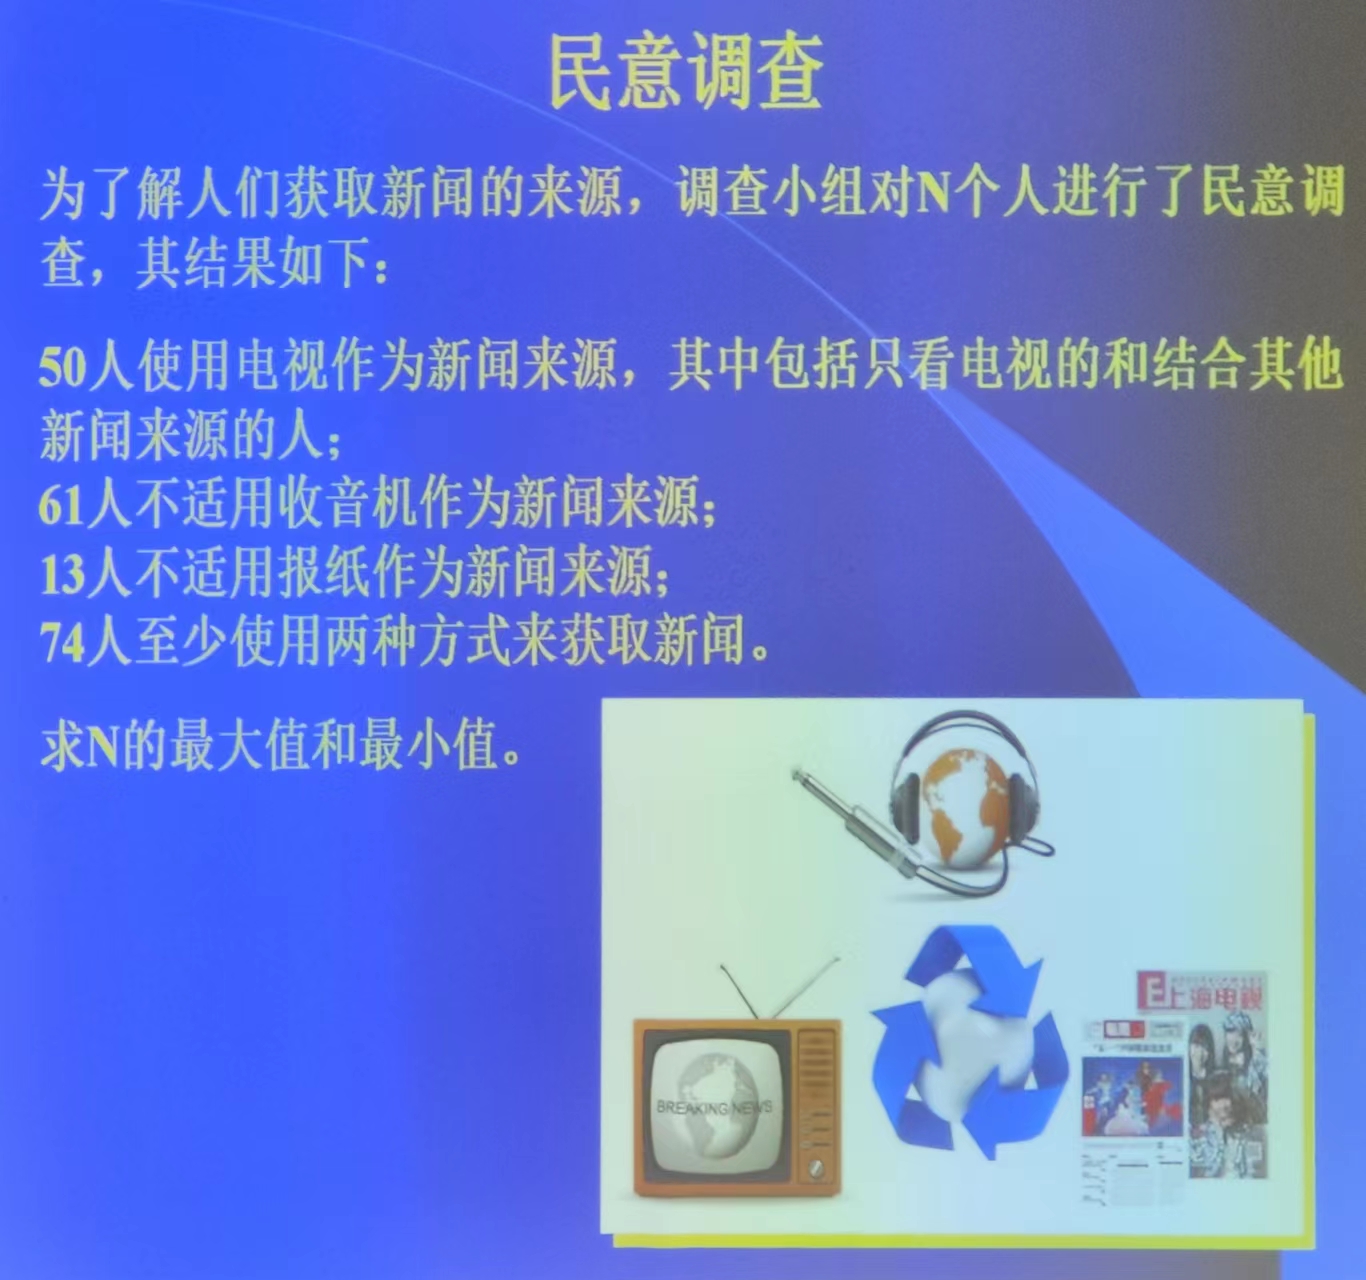 民意调查
为了解人们获取新闻的来源，调查小组对N个人进行了民意调
查，其结果如下：
50人使用电视作为新闻来源，其中包括只看电视的和结合其他
新闻来源的人；
61人不适用收音机作为新闻来源；
13人不适用报纸作为新闻来源；
74人至少使用两种方式来获取新闻。
求N的最大值和最小值。
E上海电视
BREAKING NEWS